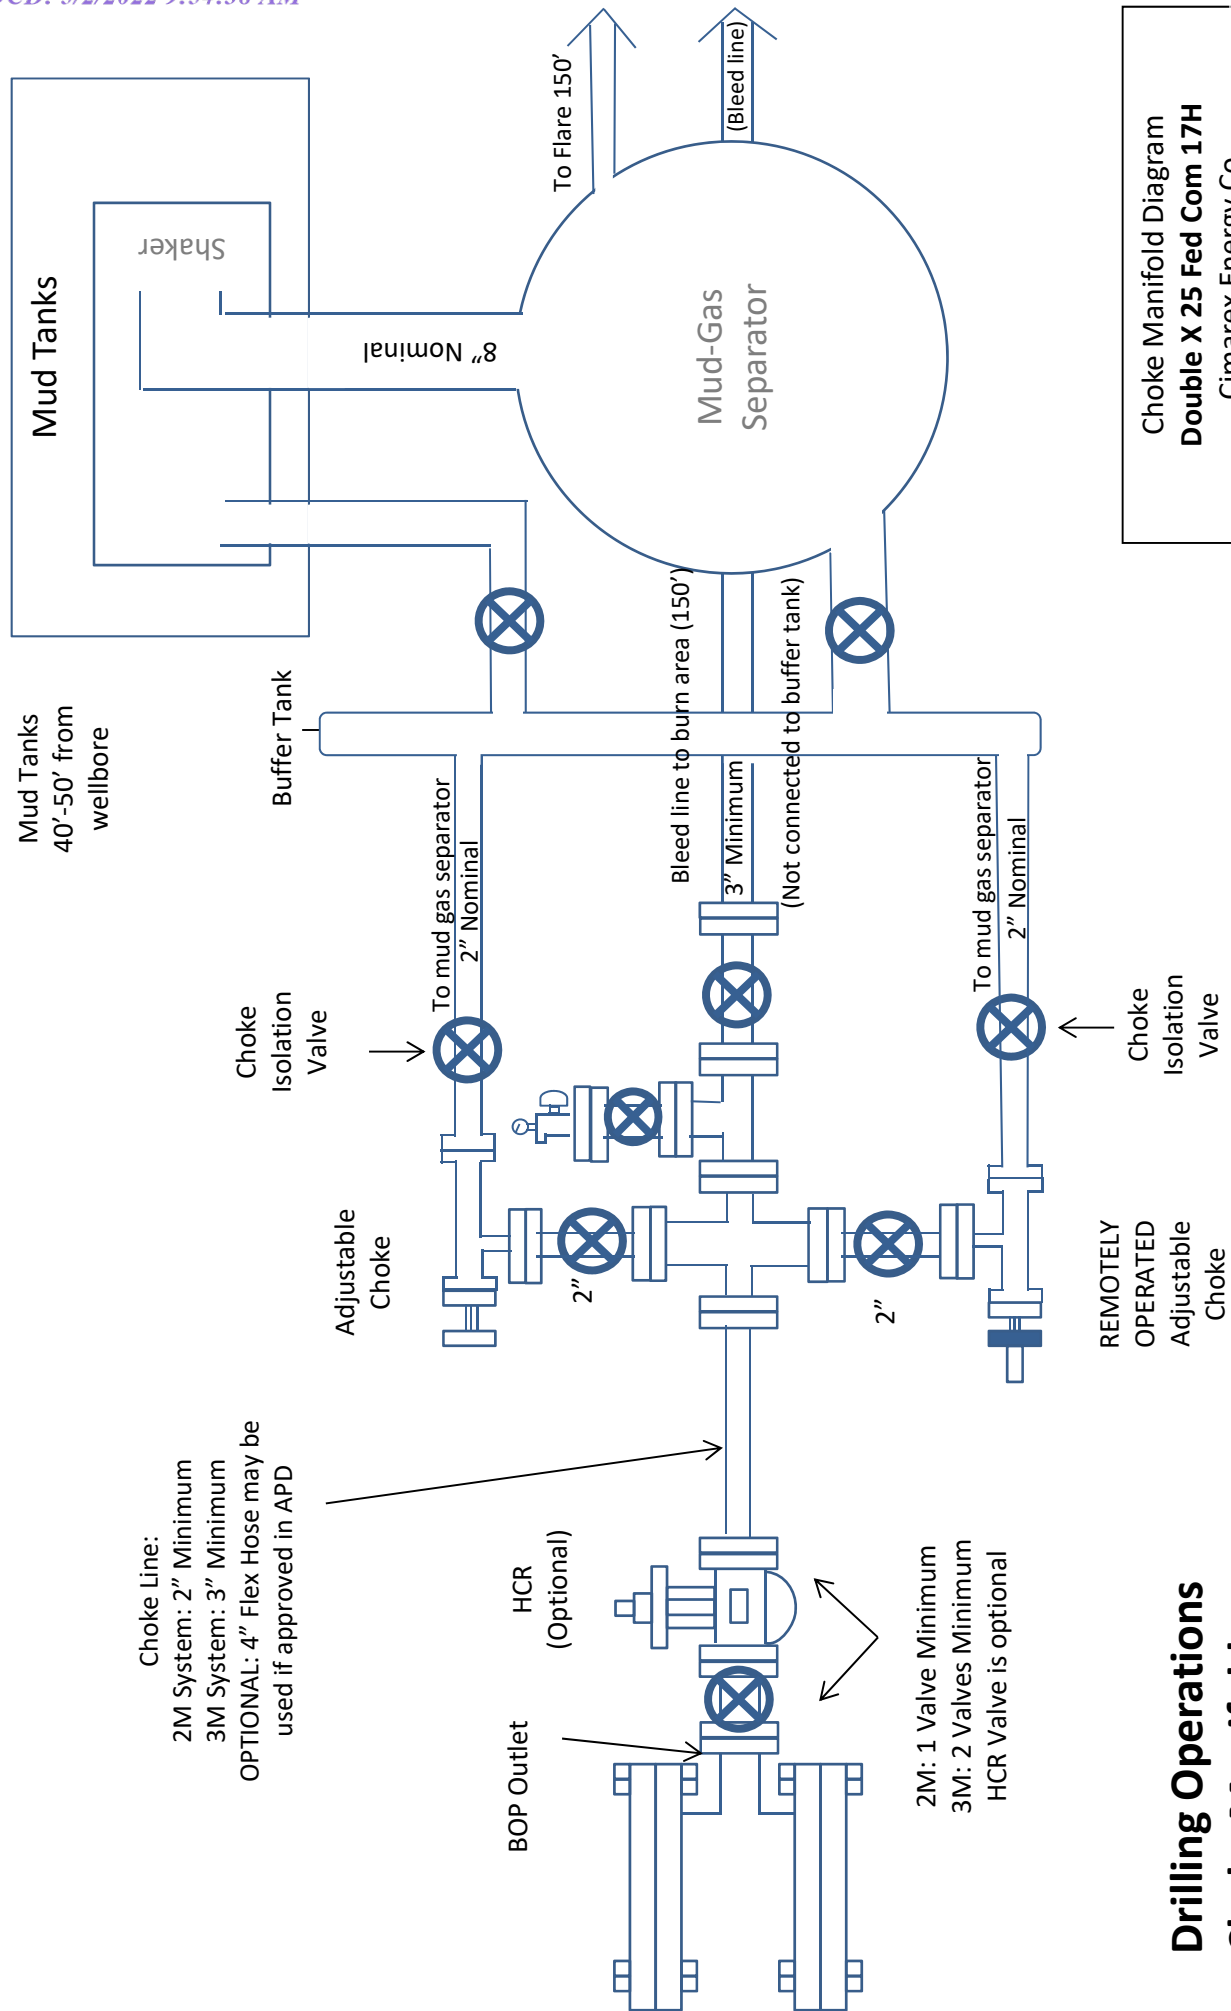 Mud Tanks
Shaker
8” Nominal
Mud-Gas
Separator
To Flare 150’
(Bleed line)
Mud Tanks
40’-50’ from
wellbore
Buffer Tank
To mud gas separator
2” Nominal
Bleed line to burn area (150’)
3” Minimum
(Not connected to buffer tank)
To mud gas separator
2” Nominal
Choke
Isolation
Valve
Choke
Isolation
Valve
Adjustable
Choke
2”
2”
REMOTELY
OPERATED
Adjustable
Choke
Choke Line:
2M System: 2” Minimum
3M System: 3” Minimum
OPTIONAL: 4” Flex Hose may be
used if approved in APD
HCR
(Optional)
BOP Outlet
2M: 1 Valve Minimum
3M: 2 Valves Minimum
HCR Valve is optional
Drilling Operations
Choke Manifold Diagram
Double X 25 Fed Com 17H
Cimarex Energy Co